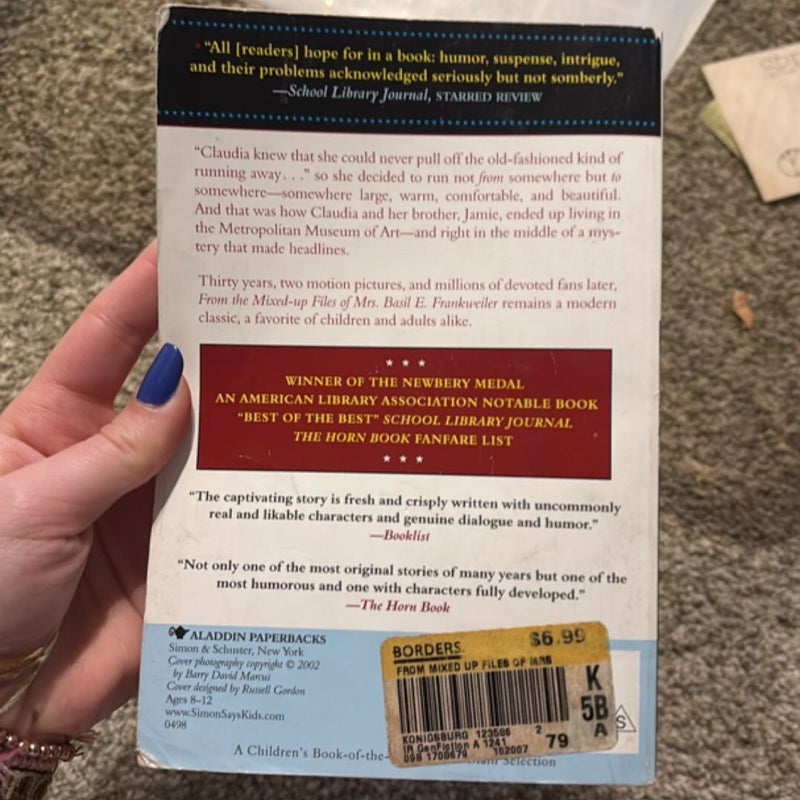 "All [readers] hope for in a book: humor, suspense, intrigue,
and their problems acknowledged seriously but not somberly."
—School Library Journal, STARRED REVIEW
"Claudia knew that she could never pull off the old-fashioned kind of
running away. . ." so she decided to run not from somewhere but to
somewhere—somewhere large, warm, comfortable, and beautiful.
And that was how Claudia and her brother, Jamie, ended up living in
the Metropolitan Museum of Art—and right in the middle of a mys-
tery that made headlines.
Thirty years, two motion pictures, and millions of devoted fans later,
From the Mixed-up Files of Mrs. Basil E. Frankweiler remains a modern
classic, a favorite of children and adults alike.
★ ★ ★
WINNER OF THE NEWBERY MEDAL
AN AMERICAN LIBRARY ASSOCIATION NOTABLE BOOK
"BEST OF THE BEST" SCHOOL LIBRARY JOURNAL
THE HORN BOOK FANFARE LIST
★ ★ ★
"The captivating story is fresh and crisply written with uncommonly
real and likable characters and genuine dialogue and humor."
—Booklist
"Not only one of the most original stories of many years but one of the
most humorous and one with characters fully developed."
—The Horn Book
ALADDIN PAPERBACKS
Simon & Schuster, New York
Cover photography copyright © 2002
by Barry David Marcus
Cover designed by Russell Gordon
Ages 8–12
www.SimonSaysKids.com
0498
BORDERS. $6.99
FROM MIXED UP FILES OF MRS
K
5B
A
S
KONIGSBURG 123586 2
IR GenFiction A 1241 79
098 1708679 102007
A Children's Book-of-the- Selection